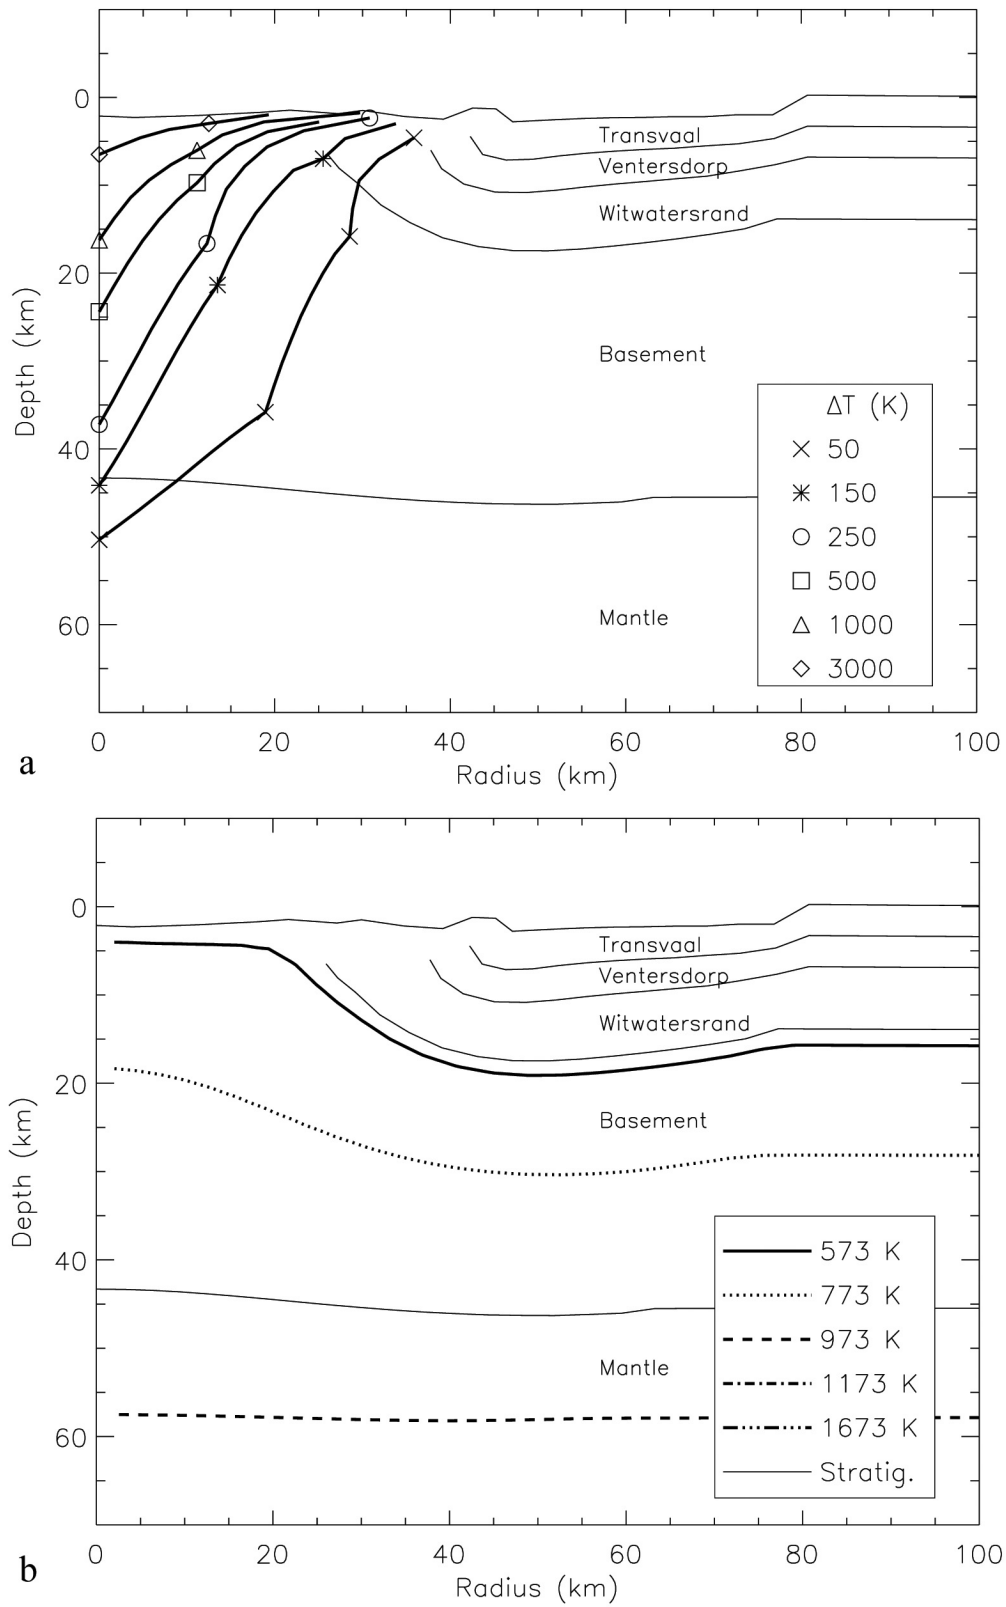 0
20
40
60
Depth (km)
Transvaal
Ventersdorp
Witwatersrand
Basement
Mantle
ΔT (K)
50
150
250
500
1000
3000
0 20 40 60 80 100
Radius (km)
a
0
20
40
60
Depth (km)
Transvaal
Ventersdorp
Witwatersrand
Basement
Mantle
573 K
773 K
973 K
1173 K
1673 K
Stratig.
0 20 40 60 80 100
Radius (km)
b